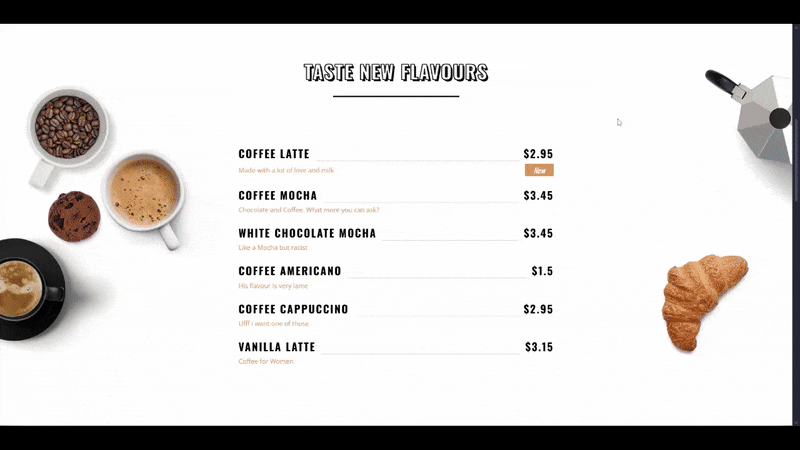 TASTE NEW FLAVOURS
COFFEE LATTE $2.95
Made with a lot of love and milk New
COFFEE MOCHA $3.45
Chocolate and Coffee. What more you can ask?
WHITE CHOCOLATE MOCHA $3.45
Like a Mocha but racist
COFFEE AMERICANO $1.5
His flavour is very lame
COFFEE CAPPUCCINO $2.95
Ufff i want one of those
VANILLA LATTE $3.15
Coffee for Women